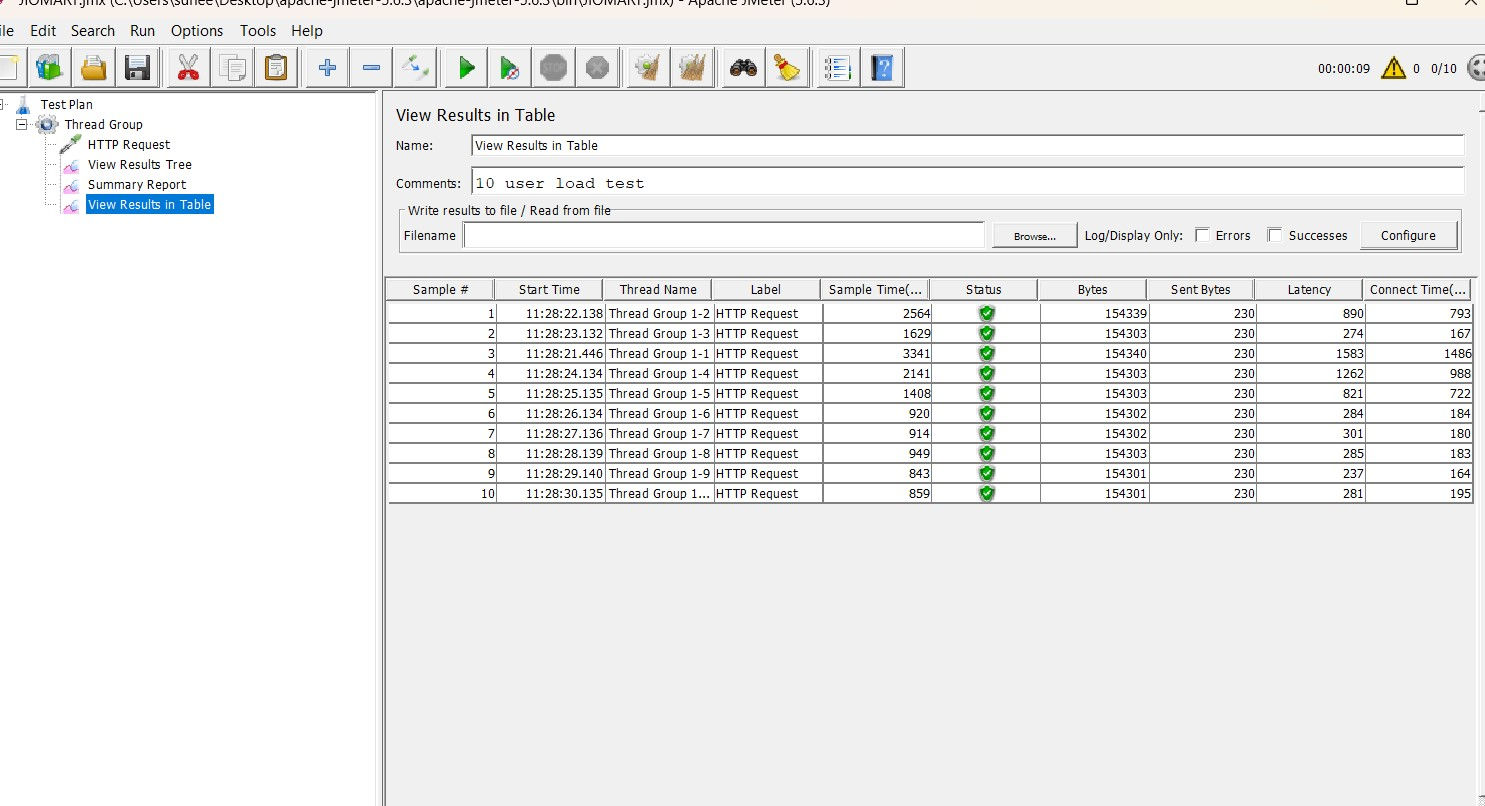 JIOMART.jmx (C:\Users\sunee\Desktop\apache-jmeter-5.6.3\apache-jmeter-5.6.3\bin\JIOMART.jmx) - Apache JMeter (5.6.3)
ile Edit Search Run Options Tools Help
STOP
00:00:09 0 0/10
Test Plan
Thread Group
HTTP Request
View Results Tree
Summary Report
View Results in Table
View Results in Table
Name: View Results in Table
Comments: 10 user load test
Write results to file / Read from file
Filename Browse... Log/Display Only: Errors Successes Configure
Sample # Start Time Thread Name Label Sample Time(... Status Bytes Sent Bytes Latency Connect Time(...
1 11:28:22.138 Thread Group 1-2 HTTP Request 2564 154339 230 890 793
2 11:28:23.132 Thread Group 1-3 HTTP Request 1629 154303 230 274 167
3 11:28:21.446 Thread Group 1-1 HTTP Request 3341 154340 230 1583 1486
4 11:28:24.134 Thread Group 1-4 HTTP Request 2141 154303 230 1262 988
5 11:28:25.135 Thread Group 1-5 HTTP Request 1408 154303 230 821 722
6 11:28:26.134 Thread Group 1-6 HTTP Request 920 154302 230 284 184
7 11:28:27.136 Thread Group 1-7 HTTP Request 914 154302 230 301 180
8 11:28:28.139 Thread Group 1-8 HTTP Request 949 154303 230 285 183
9 11:28:29.140 Thread Group 1-9 HTTP Request 843 154301 230 237 164
10 11:28:30.135 Thread Group 1... HTTP Request 859 154301 230 281 195